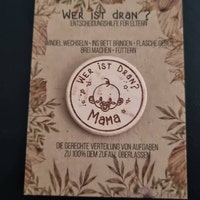 Wer ist dran?
Entscheidungshilfe für Eltern
Windel wechseln • Ins Bett bringen • Flasche geben
Brei machen • Füttern
Wer ist Dran?
Mama
Die gerechte Verteilung von Aufgaben
zu 100% dem Zufall überlassen